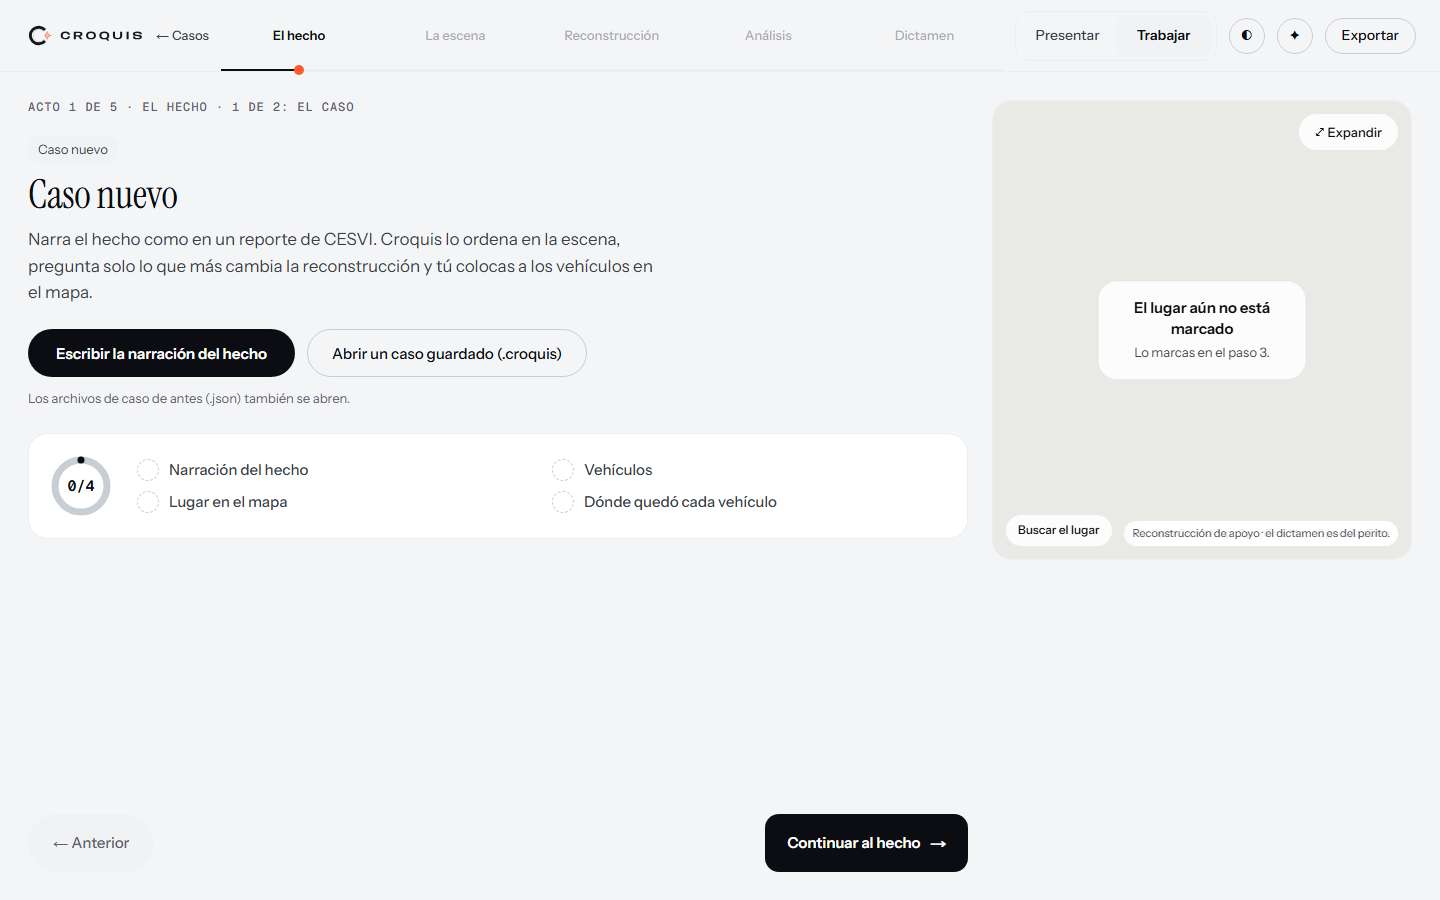 CROQUIS
← Casos
El hecho
La escena
Reconstrucción
Análisis
Dictamen
Presentar
Trabajar
Exportar
ACTO 1 DE 5 · EL HECHO · 1 DE 2: EL CASO
Caso nuevo
Caso nuevo
Narra el hecho como en un reporte de CESVI. Croquis lo ordena en la escena,
pregunta solo lo que más cambia la reconstrucción y tú colocas a los vehículos en
el mapa.
Escribir la narración del hecho
Abrir un caso guardado (.croquis)
Los archivos de caso de antes (.json) también se abren.
0/4
Narración del hecho
Vehículos
Lugar en el mapa
Dónde quedó cada vehículo
Expandir
El lugar aún no está
marcado
Lo marcas en el paso 3.
Buscar el lugar
Reconstrucción de apoyo · el dictamen es del perito.
← Anterior
Continuar al hecho →